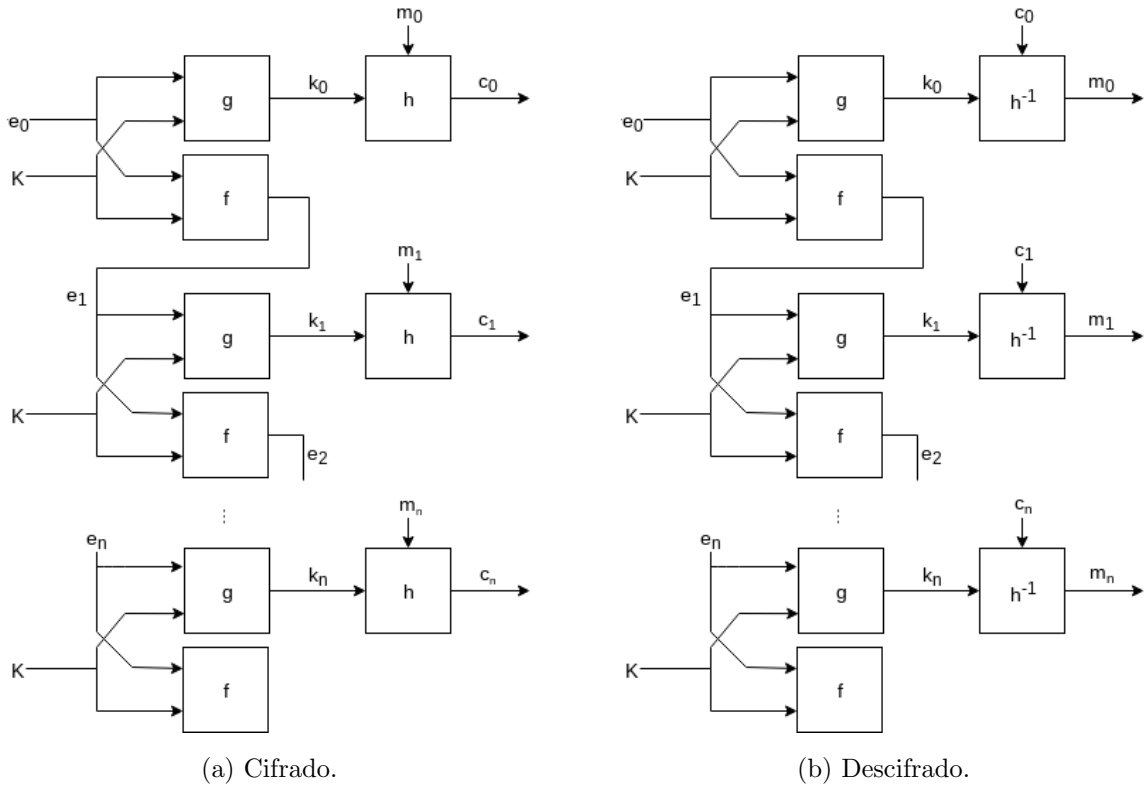 m0
c0
g
k0
h
c0
g
k0
h-1
m0
e0
e0
K
f
K
f
m1
c1
e1
g
k1
h
c1
e1
g
k1
h-1
m1
K
f
e2
K
f
e2
⋮
⋮
mn
cn
en
g
kn
h
cn
en
g
kn
h-1
mn
K
f
K
f
(a) Cifrado.
(b) Descifrado.